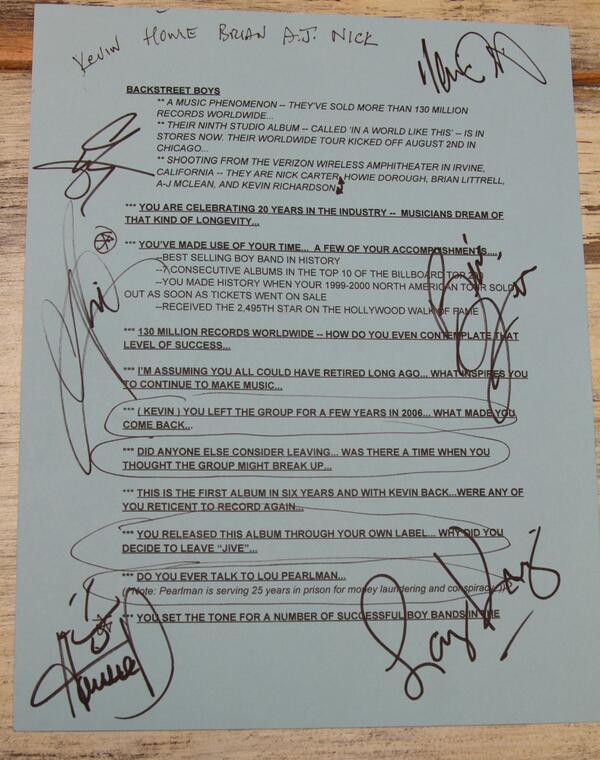 Kevin Howie Brian A.J. Nick
BACKSTREET BOYS
** A MUSIC PHENOMENON -- THEY'VE SOLD MORE THAN 130 MILLION
RECORDS WORLDWIDE...
** THEIR NINTH STUDIO ALBUM -- CALLED 'IN A WORLD LIKE THIS' -- IS IN
STORES NOW. THEIR WORLDWIDE TOUR KICKED OFF AUGUST 2ND IN
CHICAGO...
** SHOOTING FROM THE VERIZON WIRELESS AMPHITHEATER IN IRVINE,
CALIFORNIA -- THEY ARE NICK CARTER, HOWIE DOROUGH, BRIAN LITTRELL,
A-J MCLEAN, AND KEVIN RICHARDSON
*** YOU ARE CELEBRATING 20 YEARS IN THE INDUSTRY -- MUSICIANS DREAM OF
THAT KIND OF LONGEVITY...
*** YOU'VE MADE USE OF YOUR TIME... A FEW OF YOUR ACCOMPLISHMENTS....
--BEST SELLING BOY BAND IN HISTORY
--7 CONSECUTIVE ALBUMS IN THE TOP 10 OF THE BILLBOARD TOP 200
--YOU MADE HISTORY WHEN YOUR 1999-2000 NORTH AMERICAN TOUR SOLD
OUT AS SOON AS TICKETS WENT ON SALE
--RECEIVED THE 2,495TH STAR ON THE HOLLYWOOD WALK OF FAME
*** 130 MILLION RECORDS WORLDWIDE -- HOW DO YOU EVEN CONTEMPLATE THAT
LEVEL OF SUCCESS...
*** I'M ASSUMING YOU ALL COULD HAVE RETIRED LONG AGO... WHAT INSPIRES YOU
TO CONTINUE TO MAKE MUSIC...
*** ( KEVIN ) YOU LEFT THE GROUP FOR A FEW YEARS IN 2006... WHAT MADE YOU
COME BACK...
*** DID ANYONE ELSE CONSIDER LEAVING... WAS THERE A TIME WHEN YOU
THOUGHT THE GROUP MIGHT BREAK UP...
*** THIS IS THE FIRST ALBUM IN SIX YEARS AND WITH KEVIN BACK...WERE ANY OF
YOU RETICENT TO RECORD AGAIN...
*** YOU RELEASED THIS ALBUM THROUGH YOUR OWN LABEL... WHY DID YOU
DECIDE TO LEAVE "JIVE"...
*** DO YOU EVER TALK TO LOU PEARLMAN...
(*Note: Pearlman is serving 25 years in prison for money laundering and conspiracy.)
*** YOU SET THE TONE FOR A NUMBER OF SUCCESSFUL BOY BANDS IN THE
Larry King